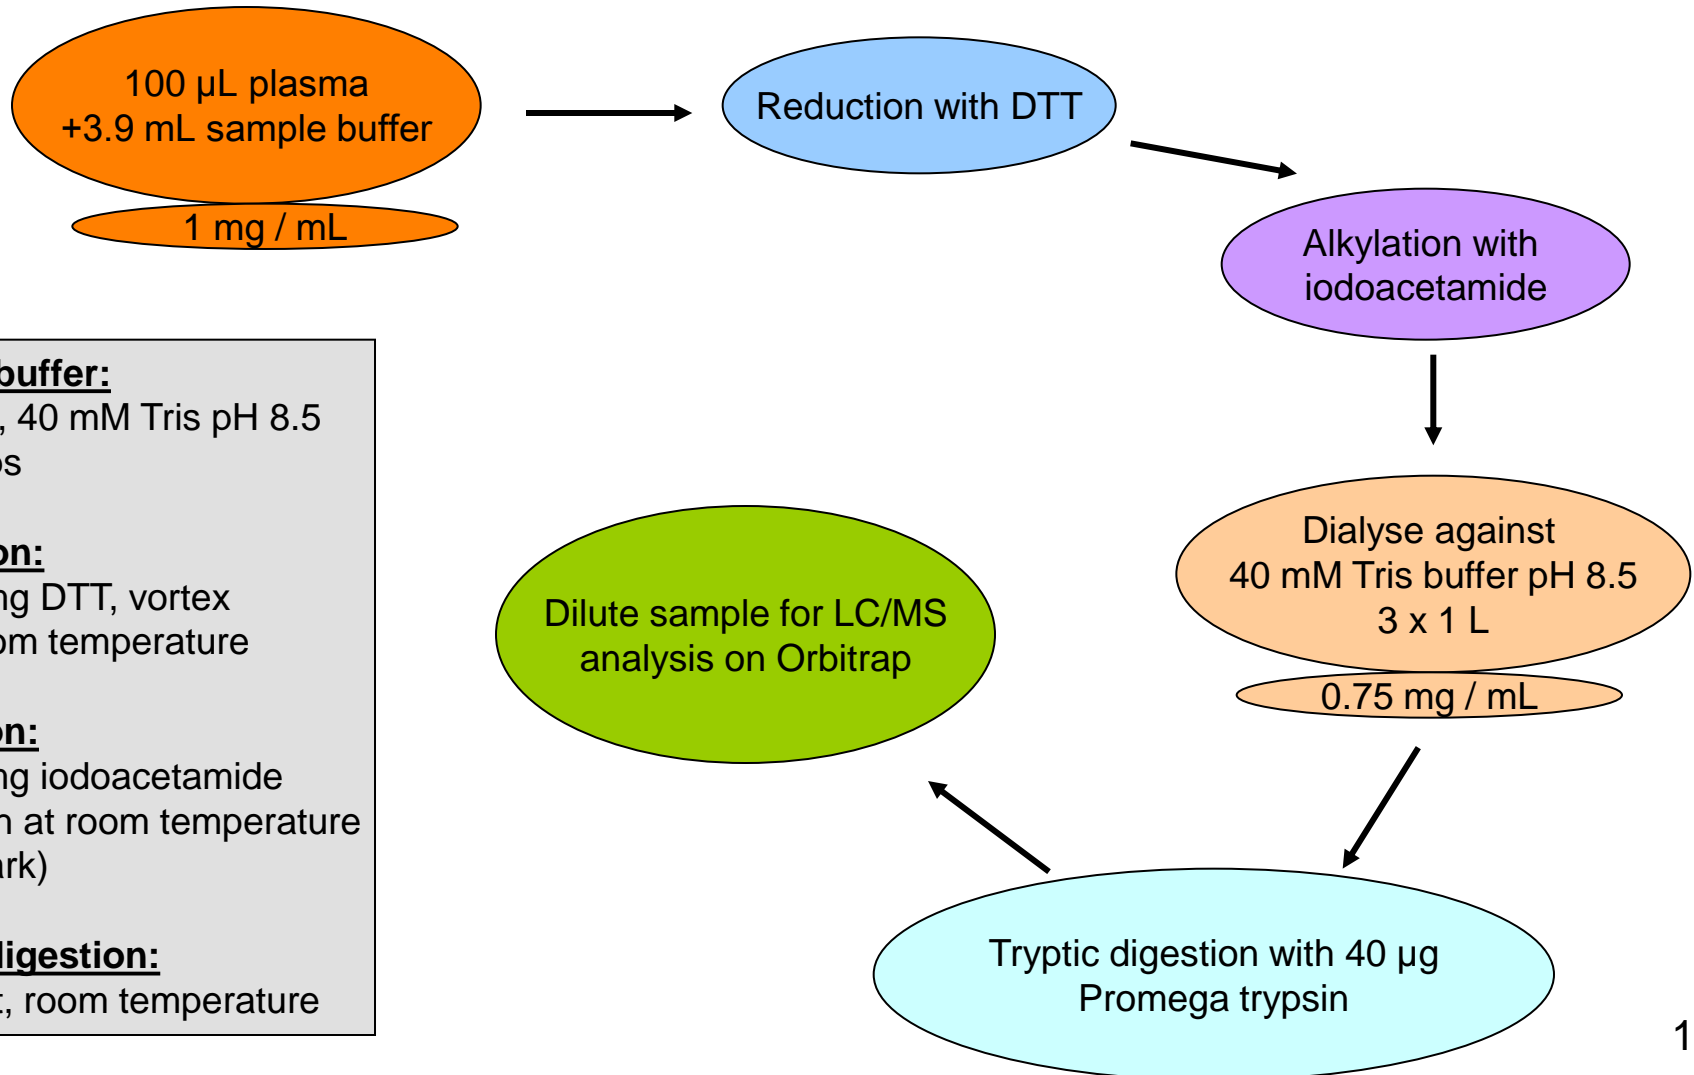 100 µL plasma
+3.9 mL sample buffer
1 mg / mL
Reduction with DTT
Alkylation with
iodoacetamide
Dialyse against
40 mM Tris buffer pH 8.5
3 x 1 L
0.75 mg / mL
Tryptic digestion with 40 µg
Promega trypsin
Dilute sample for LC/MS
analysis on Orbitrap
buffer:
, 40 mM Tris pH 8.5
os
on:
ng DTT, vortex
om temperature
on:
ng iodoacetamide
n at room temperature
ark)
digestion:
t, room temperature
1